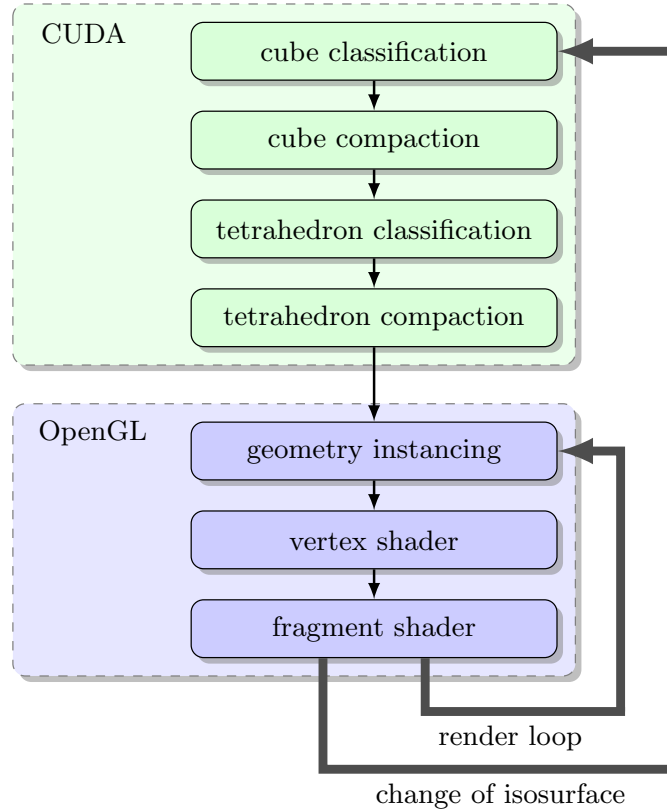 CUDA
cube classification
cube compaction
tetrahedron classification
tetrahedron compaction
OpenGL
geometry instancing
vertex shader
fragment shader
render loop
change of isosurface